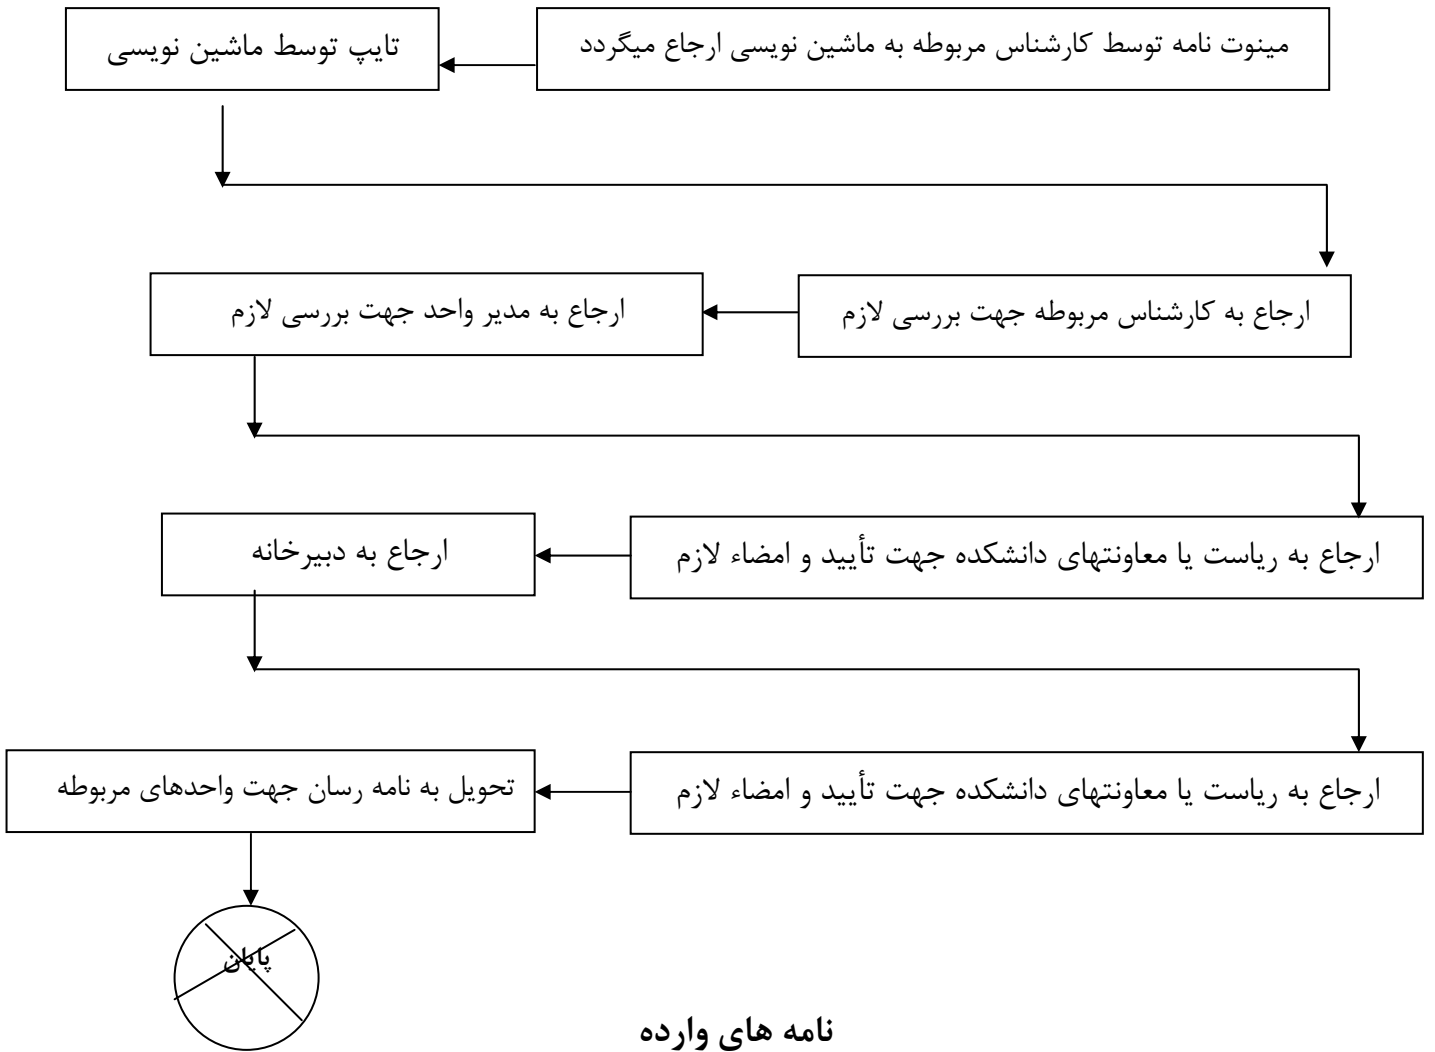 مینوت نامه توسط کارشناس مربوطه به ماشین نویسی ارجاع میگردد
تایپ توسط ماشین نویسی
ارجاع به کارشناس مربوطه جهت بررسی لازم
ارجاع به مدیر واحد جهت بررسی لازم
ارجاع به ریاست یا معاونتهای دانشکده جهت تأیید و امضاء لازم
ارجاع به دبیرخانه
ارجاع به ریاست یا معاونتهای دانشکده جهت تأیید و امضاء لازم
تحویل به نامه رسان جهت واحدهای مربوطه
پایان
نامه های وارده